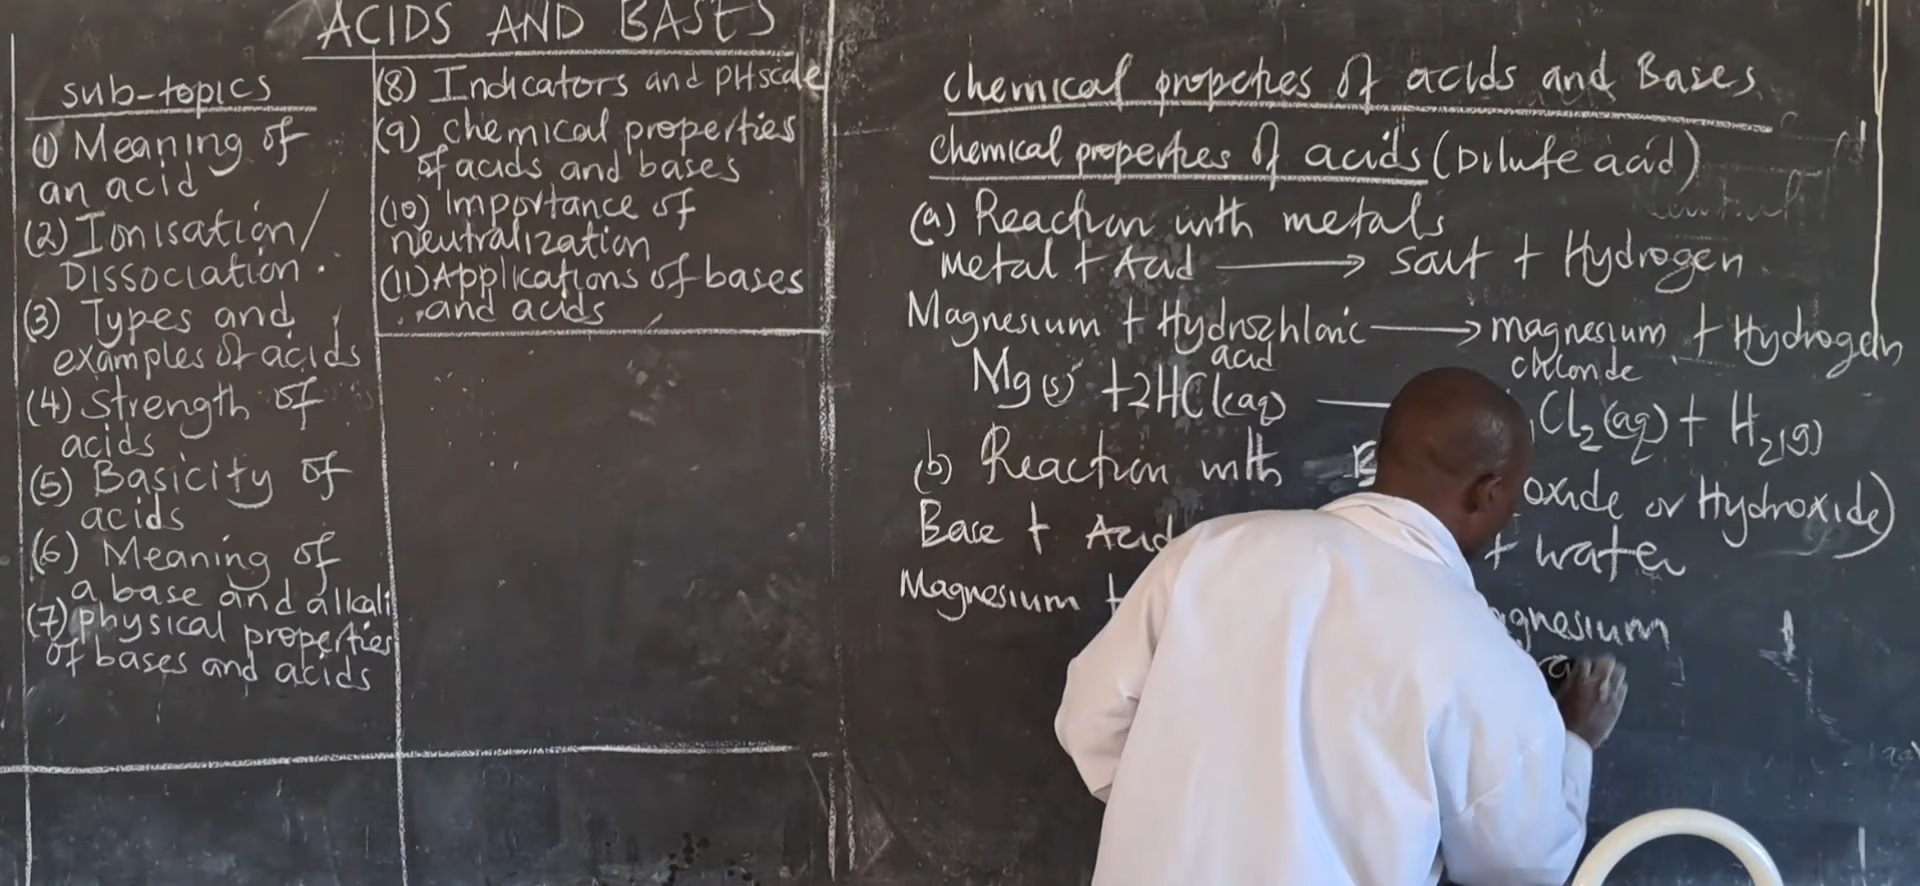 ACIDS AND BASES
sub-topics
(1) Meaning of
an acid
(2) Ionisation/
Dissociation.
(3) Types and
examples of acids
(4) Strength of
acids
(5) Basicity of
acids
(6) Meaning of
a base and alkali
(7) physical properties
of bases and acids
(8) Indicators and PH scale
(9) chemical properties
of acids and bases
(10) Importance of
neutralization
(11) Applications of bases
and acids
chemical properties of acids and Bases
chemical properties of acids (Dilute acid)
(a) Reaction with metals
metal + Acid → salt + Hydrogen
Magnesium + Hydrochloric → magnesium + Hydrogen
acid chloride
Mg(s) + 2HCl(aq) Cl₂(aq) + H₂(g)
(b) Reaction with oxide or Hydroxide)
Base + Acid + water
Magnesium + gnesium